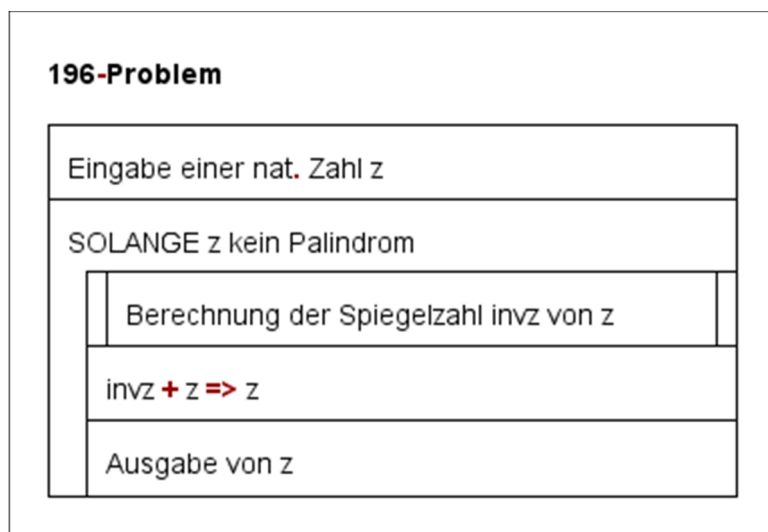 196-Problem
Eingabe einer nat. Zahl z
SOLANGE z kein Palindrom
Berechnung der Spiegelzahl invz von z
invz + z => z
Ausgabe von z